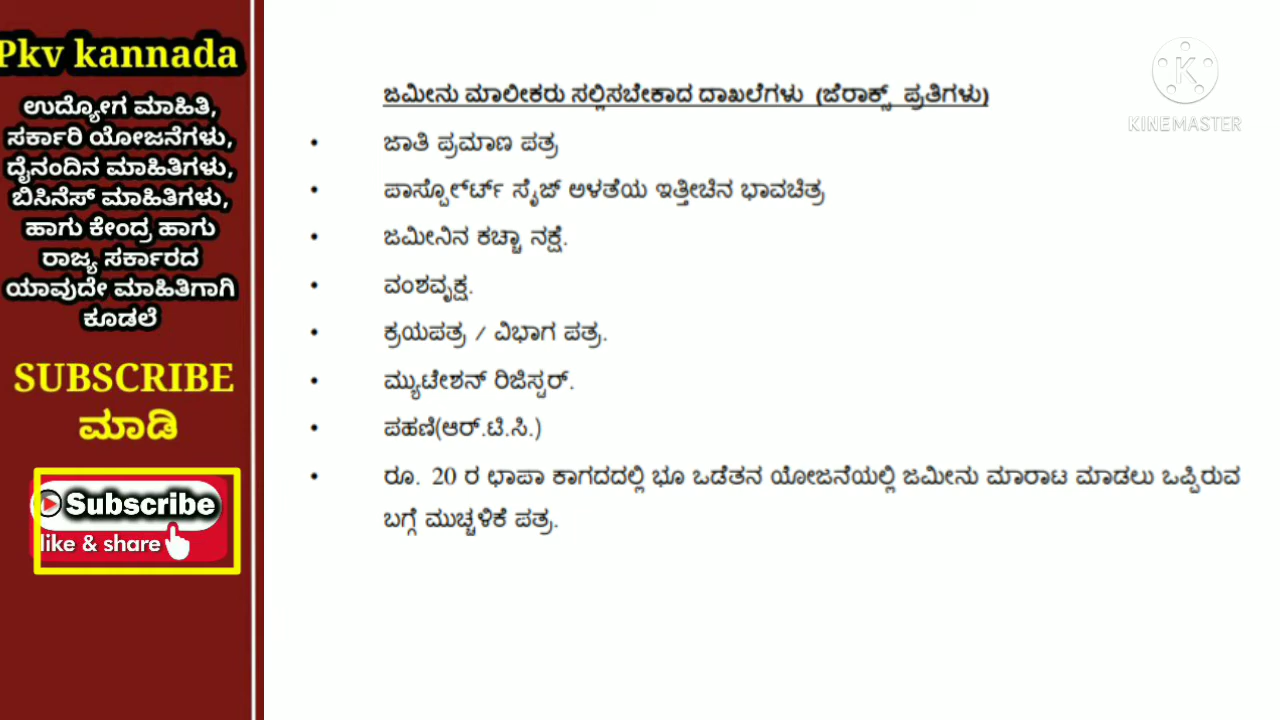 Pkv kannada
ಉದ್ಯೋಗ ಮಾಹಿತಿ,
ಸರ್ಕಾರಿ ಯೋಜನೆಗಳು,
ದೈನಂದಿನ ಮಾಹಿತಿಗಳು,
ಬಿಸಿನೆಸ್ ಮಾಹಿತಿಗಳು,
ಹಾಗು ಕೇಂದ್ರ ಹಾಗು
ರಾಜ್ಯ ಸರ್ಕಾರದ
ಯಾವುದೇ ಮಾಹಿತಿಗಾಗಿ
ಕೂಡಲೆ
SUBSCRIBE
ಮಾಡಿ
Subscribe
like & share
ಜಮೀನು ಮಾಲೀಕರು ಸಲ್ಲಿಸಬೇಕಾದ ದಾಖಲೆಗಳು (ಜೆರಾಕ್ಸ್ ಪ್ರತಿಗಳು)
• ಜಾತಿ ಪ್ರಮಾಣ ಪತ್ರ
• ಪಾಸ್ಪೋರ್ಟ್ ಸೈಜ್ ಅಳತೆಯ ಇತ್ತೀಚೆನ ಭಾವಚಿತ್ರ
• ಜಮೀನಿನ ಕಚ್ಚಾ ನಕ್ಷೆ.
• ವಂಶವೃಕ್ಷ.
• ಕ್ರಯಪತ್ರ / ವಿಭಾಗ ಪತ್ರ.
• ಮ್ಯುಟೇಶನ್ ರಿಜಿಸ್ಟರ್.
• ಪಹಣಿ(ಆರ್.ಟಿ.ಸಿ.)
• ರೂ. 20 ರ ಛಾಪಾ ಕಾಗದದಲ್ಲಿ ಭೂ ಒಡೆತನ ಯೋಜನೆಯಲ್ಲಿ ಜಮೀನು ಮಾರಾಟ ಮಾಡಲು ಒಪ್ಪಿರುವ
ಬಗ್ಗೆ ಮುಚ್ಚಳಿಕೆ ಪತ್ರ.
K
KINEMASTER